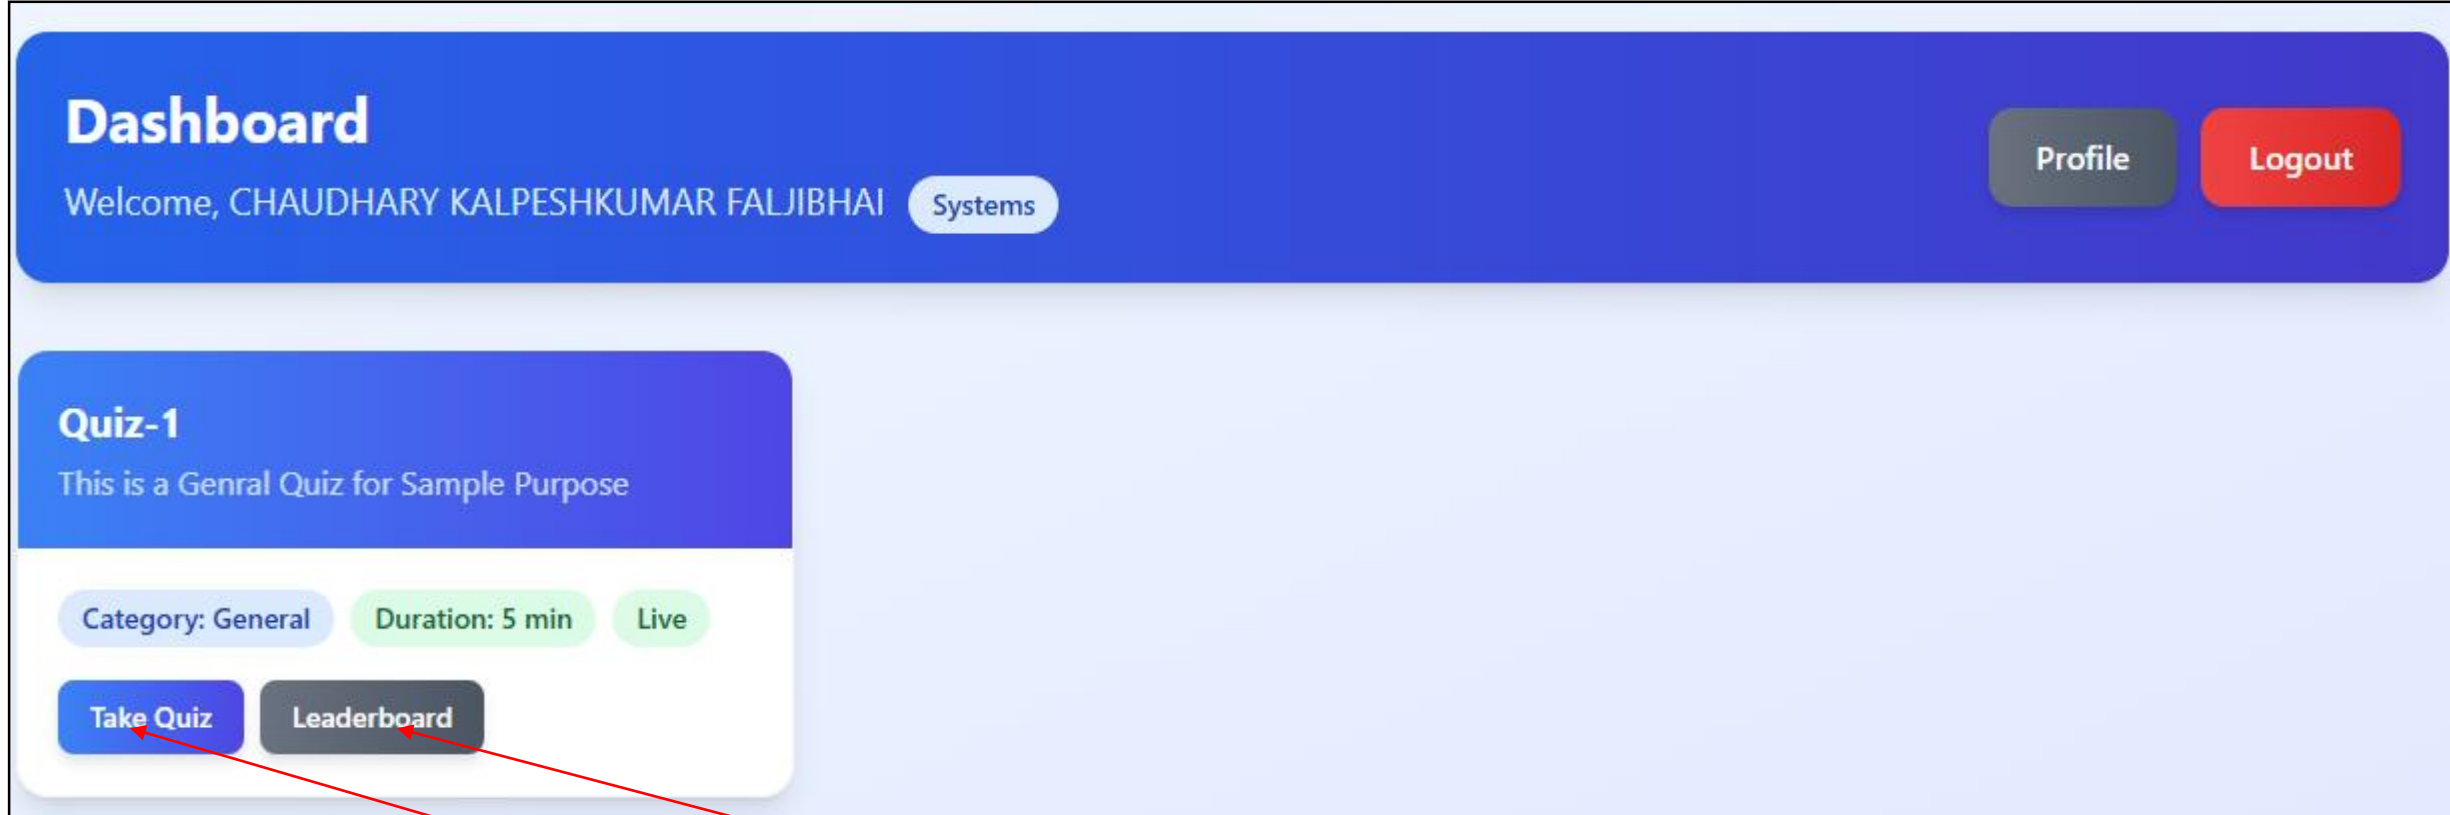 Dashboard
Profile
Logout
Welcome, CHAUDHARY KALPESHKUMAR FALJIBHAI Systems
Quiz-1
This is a Genral Quiz for Sample Purpose
Category: General Duration: 5 min Live
Take Quiz Leaderboard